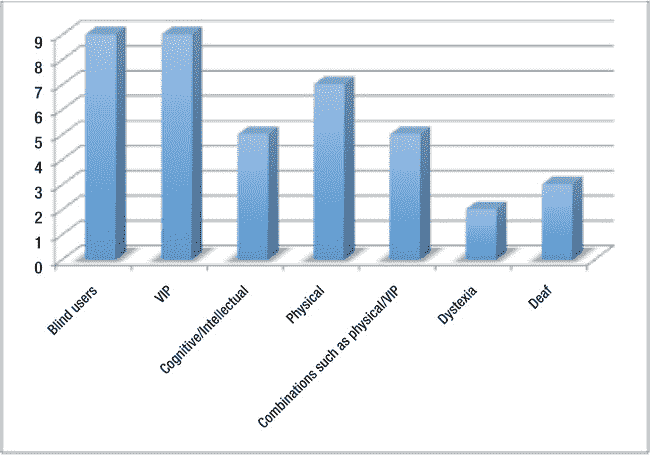 9
8
7
6
5
4
3
2
1
0
Blind users
VIP
Cognitive/Intellectual
Physical
Combinations such as physical/VIP
Dystexia
Deaf